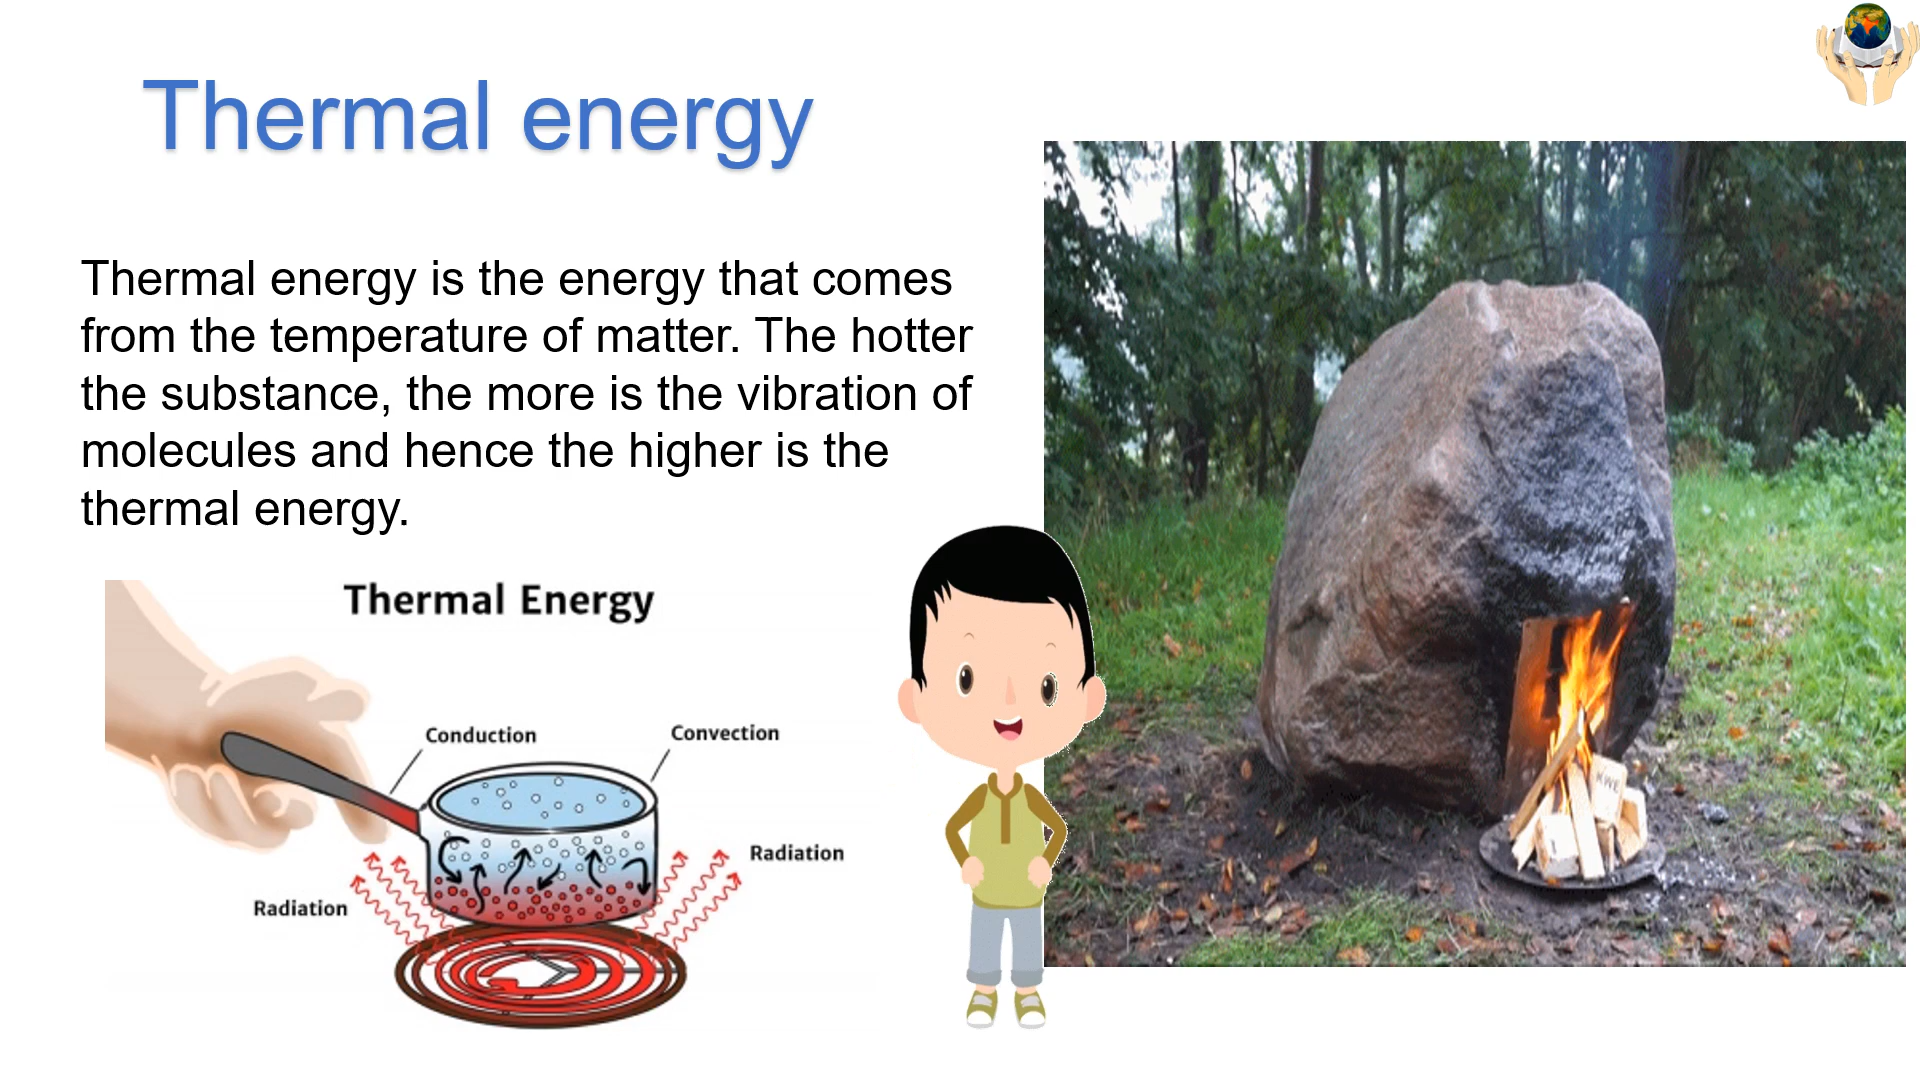 Thermal energy
Thermal energy is the energy that comes
from the temperature of matter. The hotter
the substance, the more is the vibration of
molecules and hence the higher is the
thermal energy.
Thermal Energy
Conduction
Convection
Radiation
Radiation
KWE